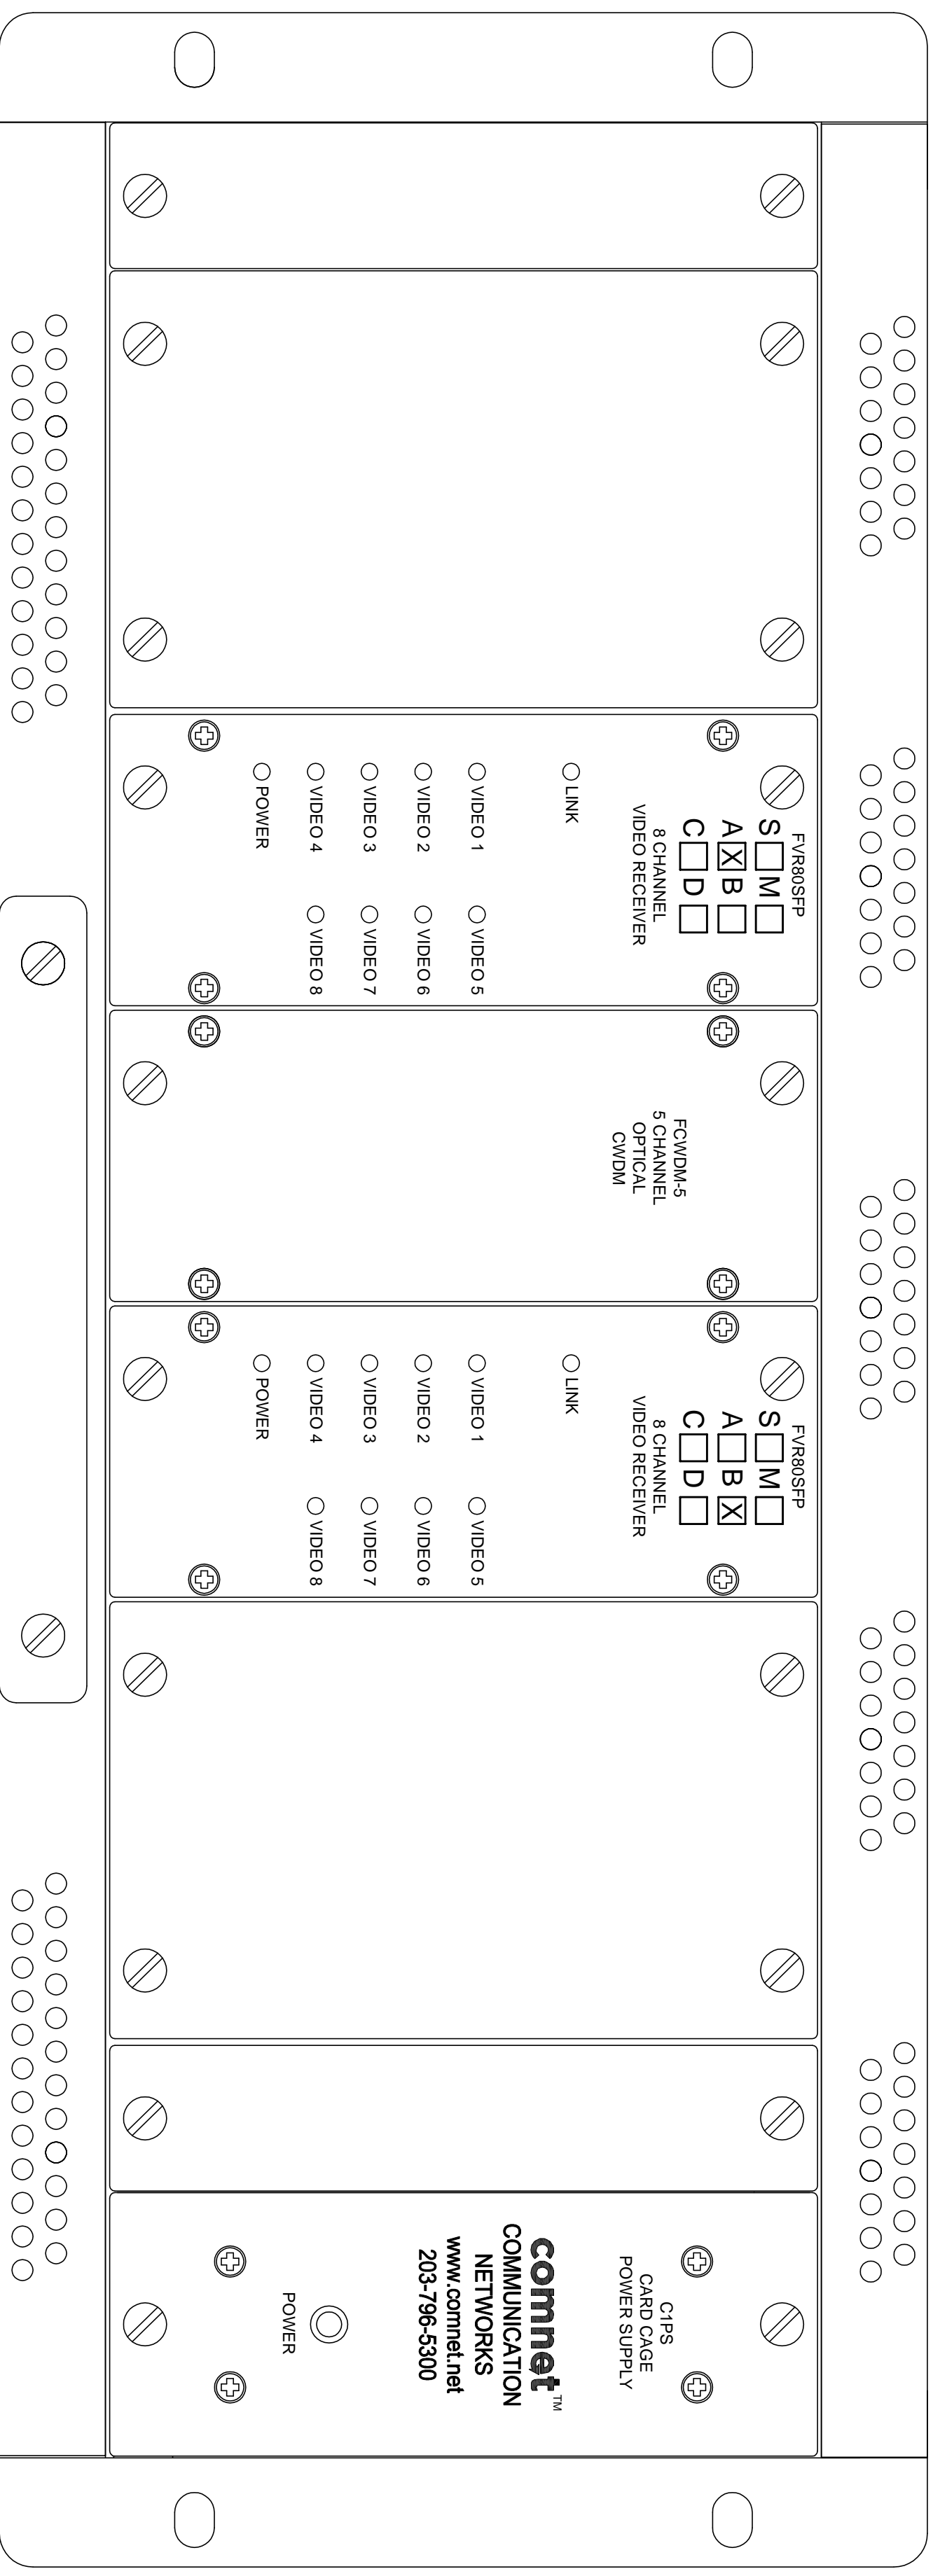 FVR80SFP
S M
A X B
C D
8 CHANNEL
VIDEO RECEIVER
LINK
VIDEO 1 VIDEO 5
VIDEO 2 VIDEO 6
VIDEO 3 VIDEO 7
VIDEO 4 VIDEO 8
POWER
FCWDM-5
5 CHANNEL
OPTICAL
CWDM
FVR80SFP
S M
A B X
C D
8 CHANNEL
VIDEO RECEIVER
LINK
VIDEO 1 VIDEO 5
VIDEO 2 VIDEO 6
VIDEO 3 VIDEO 7
VIDEO 4 VIDEO 8
POWER
C1PS
CARD CAGE
POWER SUPPLY
comnet™
COMMUNICATION
NETWORKS
www.comnet.net
203-796-5300
POWER